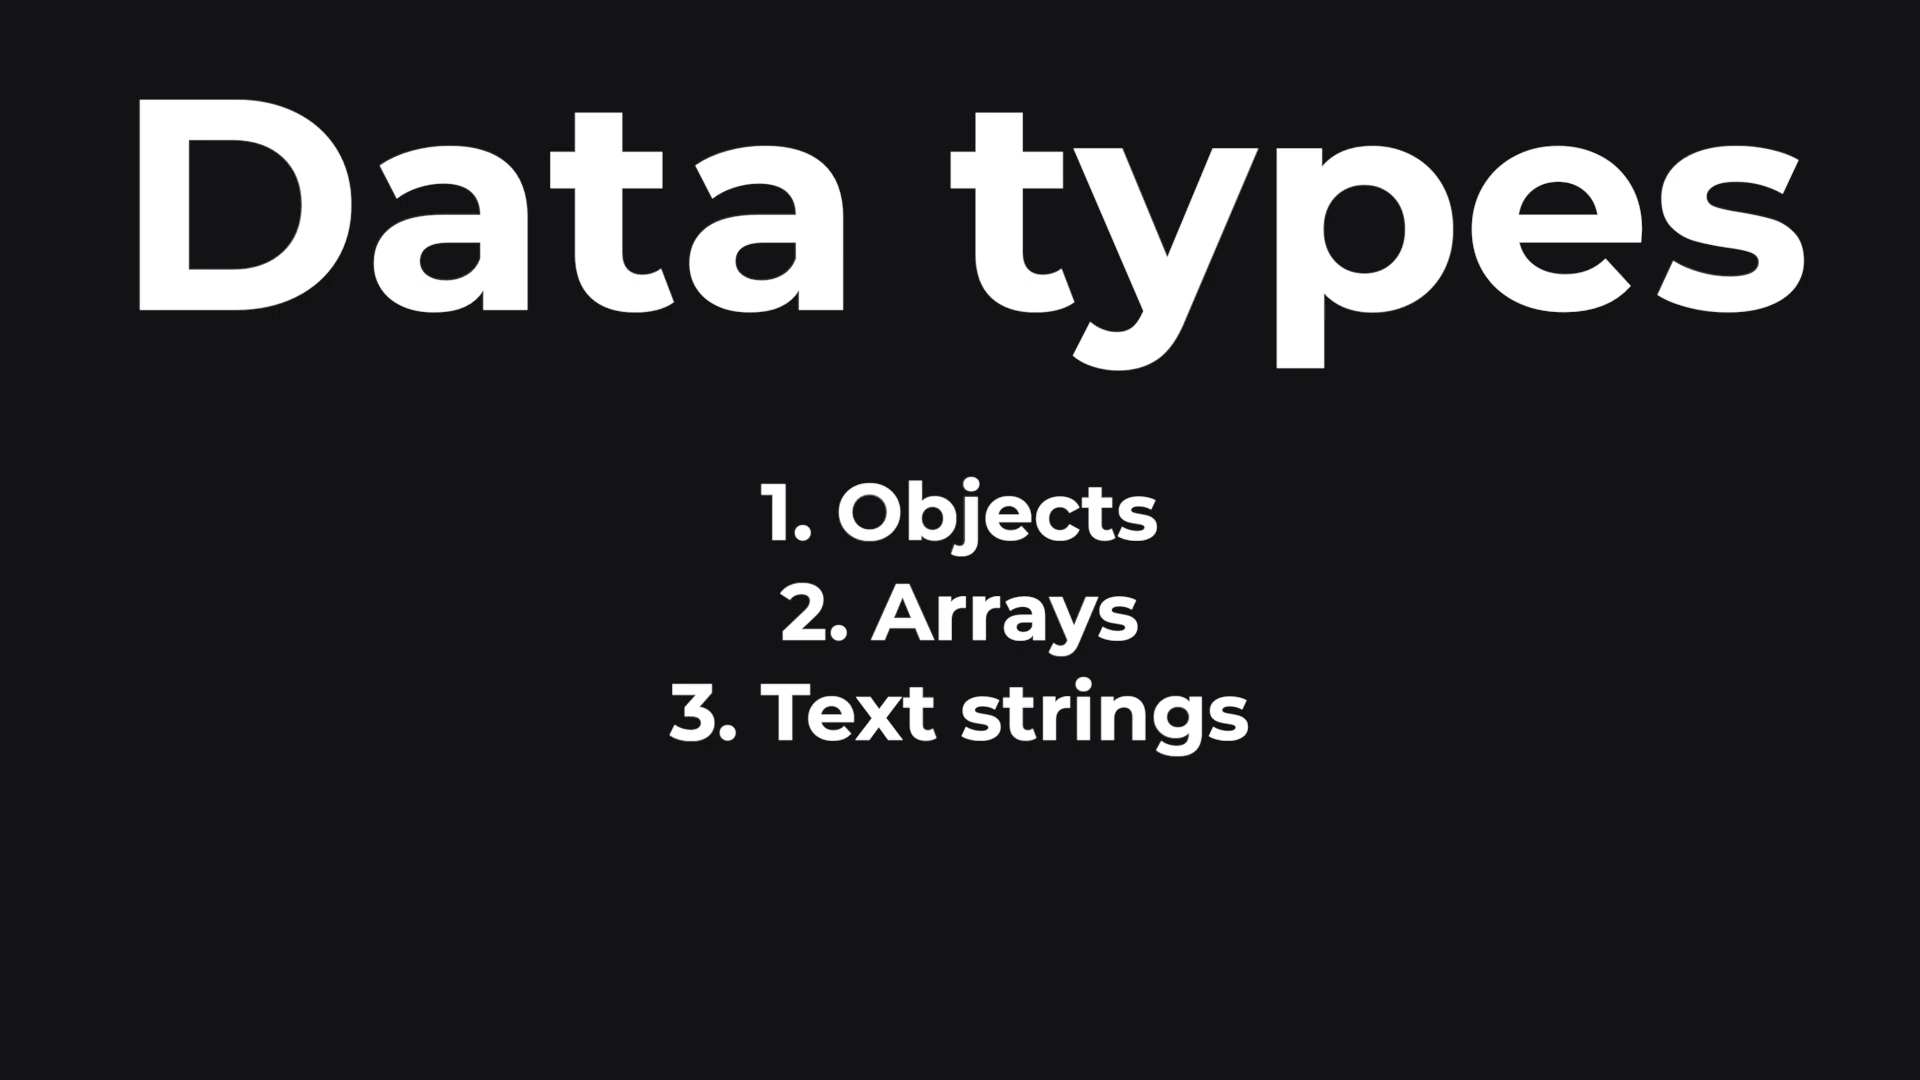 Data types
1. Objects
2. Arrays
3. Text strings